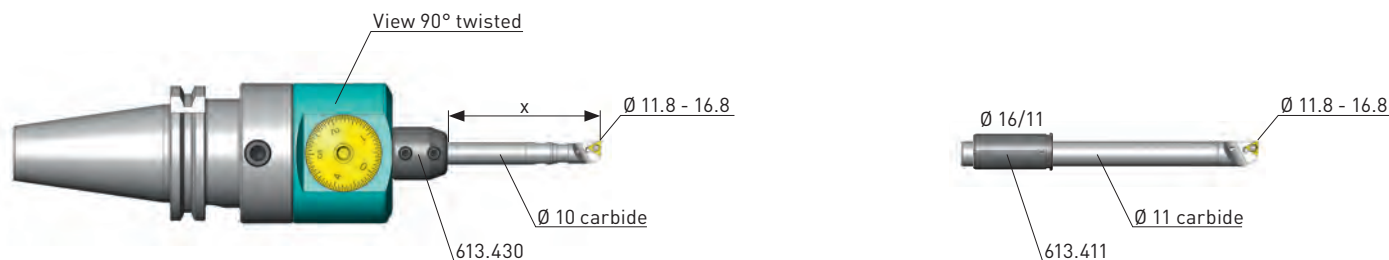 View 90° twisted
x
Ø 11.8 - 16.8
Ø 10 carbide
613.430
Ø 16/11
Ø 11.8 - 16.8
Ø 11 carbide
613.411